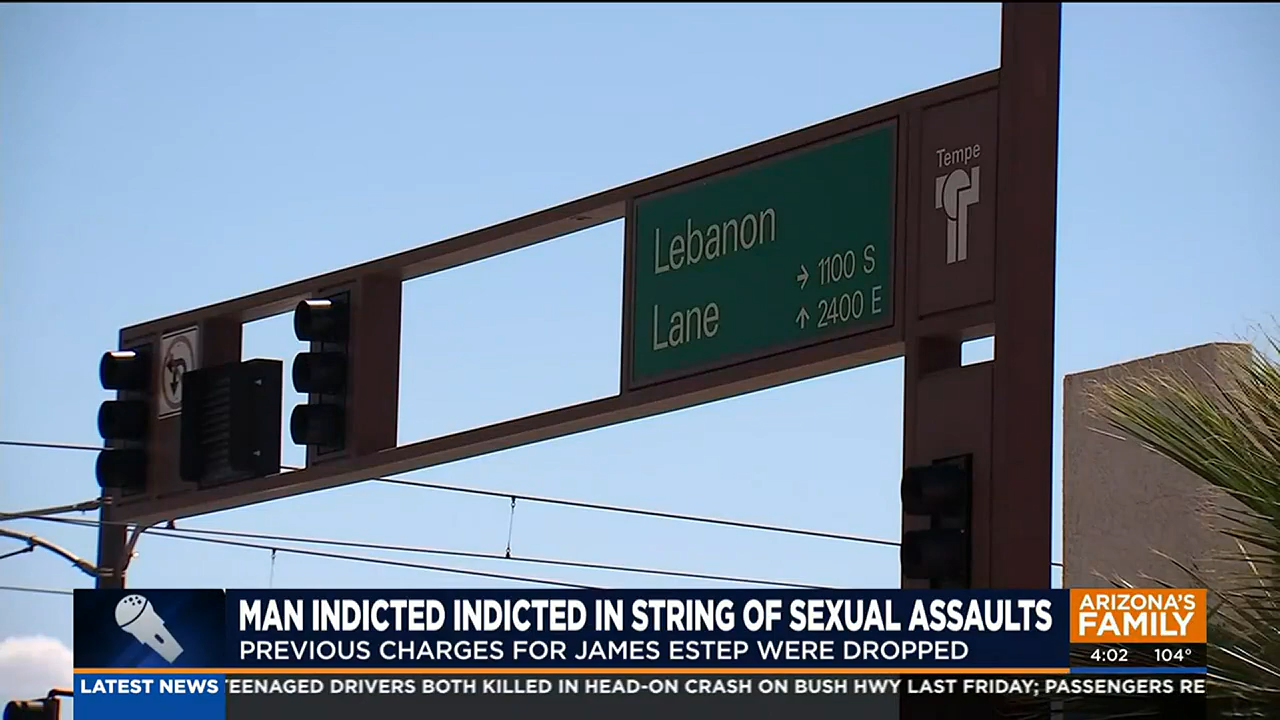 Tempe
Lebanon
Lane
→ 1100 S
↑ 2400 E
MAN INDICTED INDICTED IN STRING OF SEXUAL ASSAULTS
PREVIOUS CHARGES FOR JAMES ESTEP WERE DROPPED
ARIZONA'S
FAMILY
4:02 104°
LATEST NEWS
EENAGED DRIVERS BOTH KILLED IN HEAD-ON CRASH ON BUSH HWY LAST FRIDAY; PASSENGERS RE